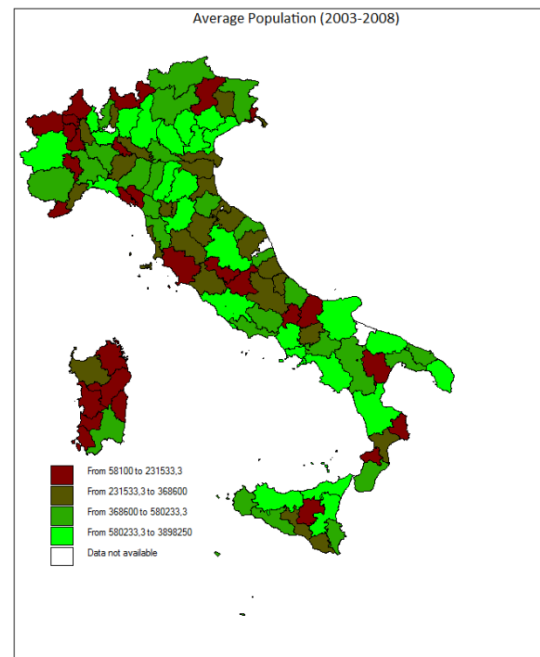 Average Population (2003-2008)
From 58100 to 231533,3
From 231533,3 to 368600
From 368600 to 580233,3
From 580233,3 to 3898250
Data not available